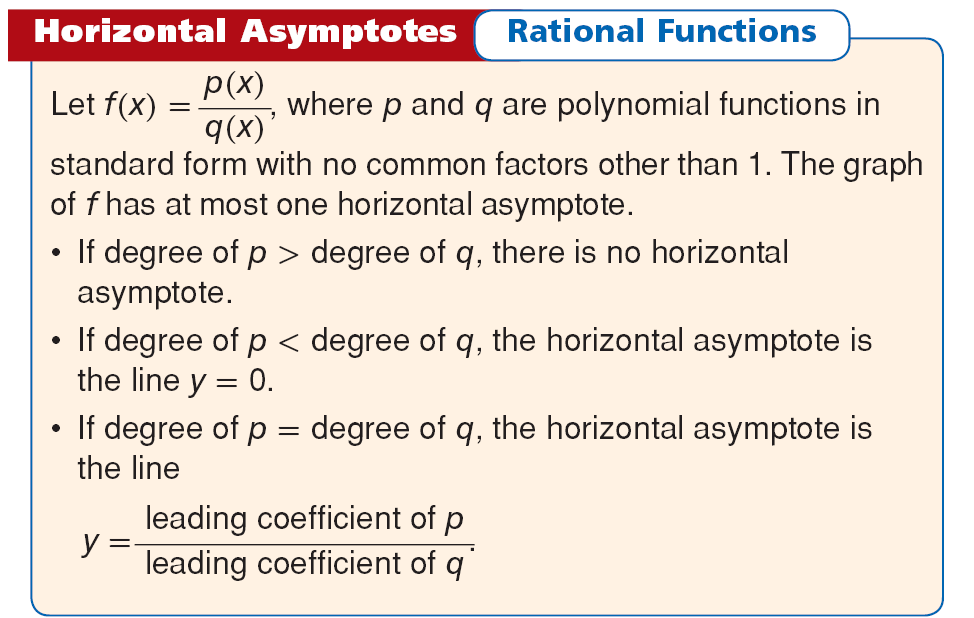 Horizontal Asymptotes Rational Functions
Let f(x) = p(x)/q(x), where p and q are polynomial functions in
standard form with no common factors other than 1. The graph
of f has at most one horizontal asymptote.
• If degree of p > degree of q, there is no horizontal
asymptote.
• If degree of p < degree of q, the horizontal asymptote is
the line y = 0.
• If degree of p = degree of q, the horizontal asymptote is
the line
y = leading coefficient of p / leading coefficient of q.